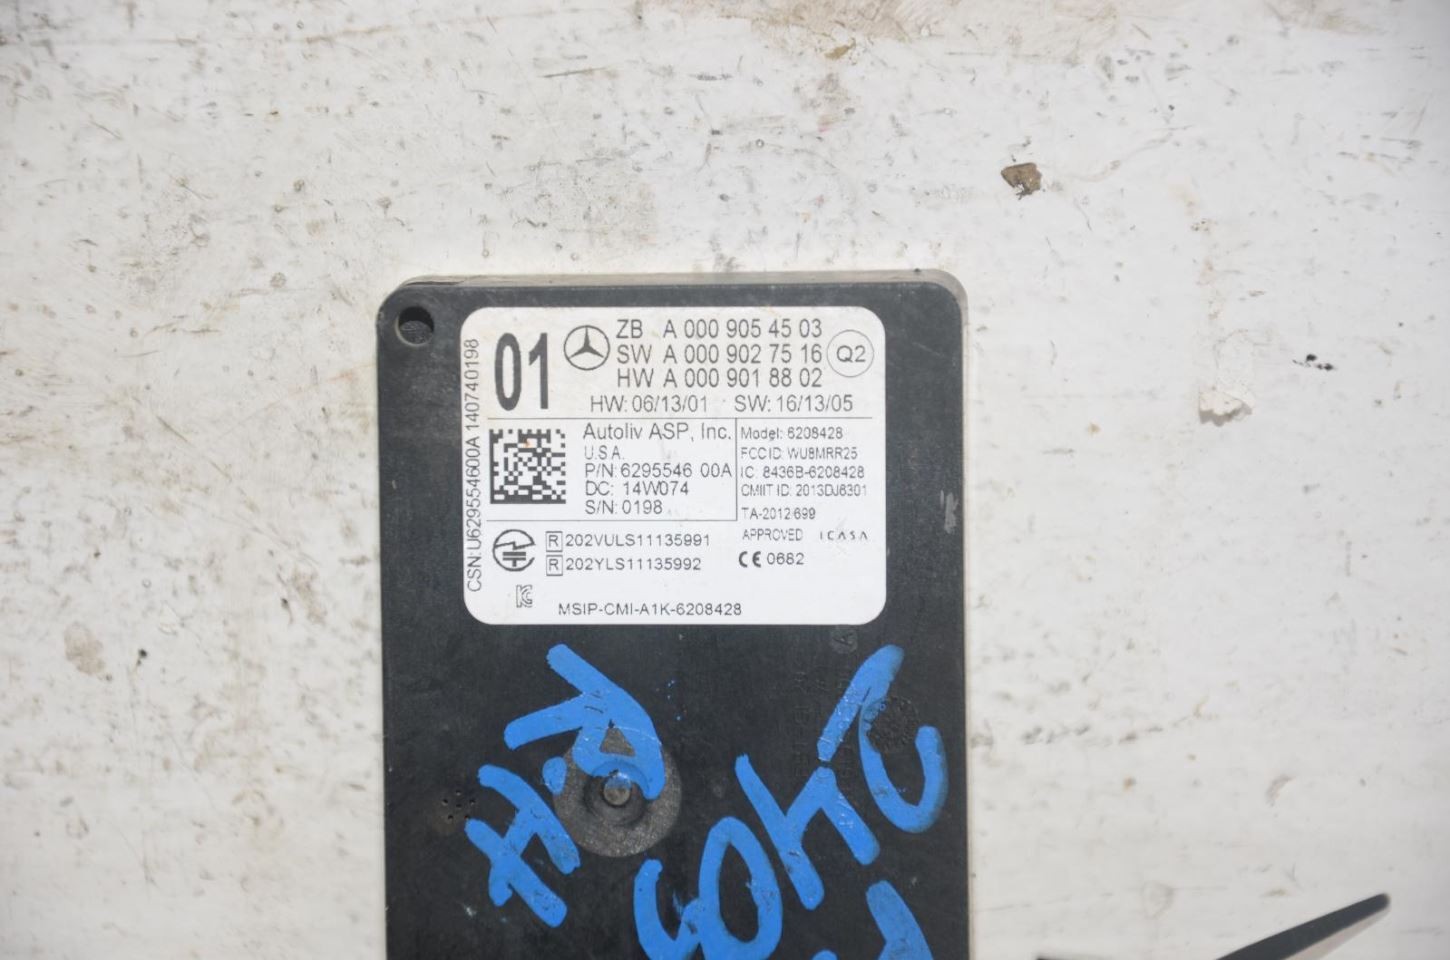 01
ZB A 000 905 45 03
SW A 000 902 75 16
HW A 000 901 88 02
Q2
HW: 06/13/01 SW: 16/13/05
CSN:U629554600A 140740198
Autoliv ASP, Inc.
U.S.A.
P/N:6295546 00A
DC: 14W074
S/N: 0198
Model: 6208428
FCC ID: WU8MRR25
IC: 8436B-6208428
CMIIT ID: 2013DJ6301
TA-2012/699
APPROVED ICASA
R 202VULS11135991
R 202YLS11135992
CE 0682
MSIP-CMI-A1K-6208428